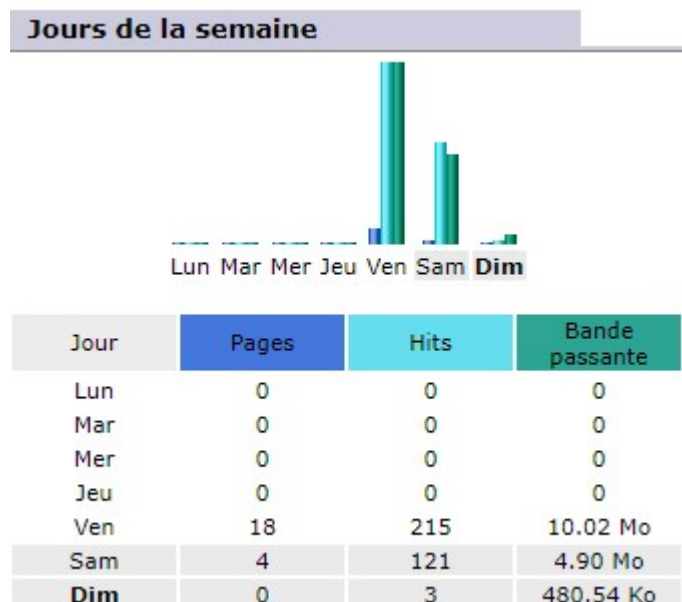 Jours de la semaine
Lun Mar Mer Jeu Ven Sam Dim
Jour Pages Hits Bande passante
Lun 0 0 0
Mar 0 0 0
Mer 0 0 0
Jeu 0 0 0
Ven 18 215 10.02 Mo
Sam 4 121 4.90 Mo
Dim 0 3 480.54 Ko